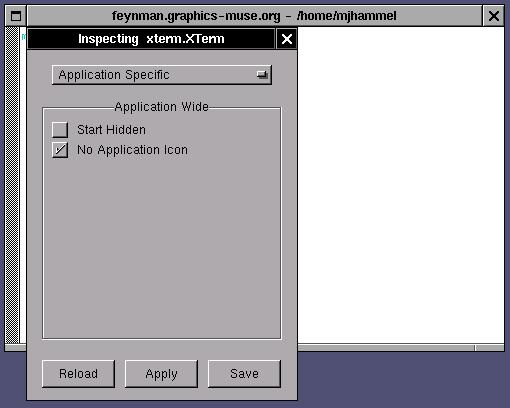 feynman.graphics-muse.org - /home/mjhammel
Inspecting xterm.XTerm
Application Specific
Application Wide
Start Hidden
No Application Icon
Reload Apply Save